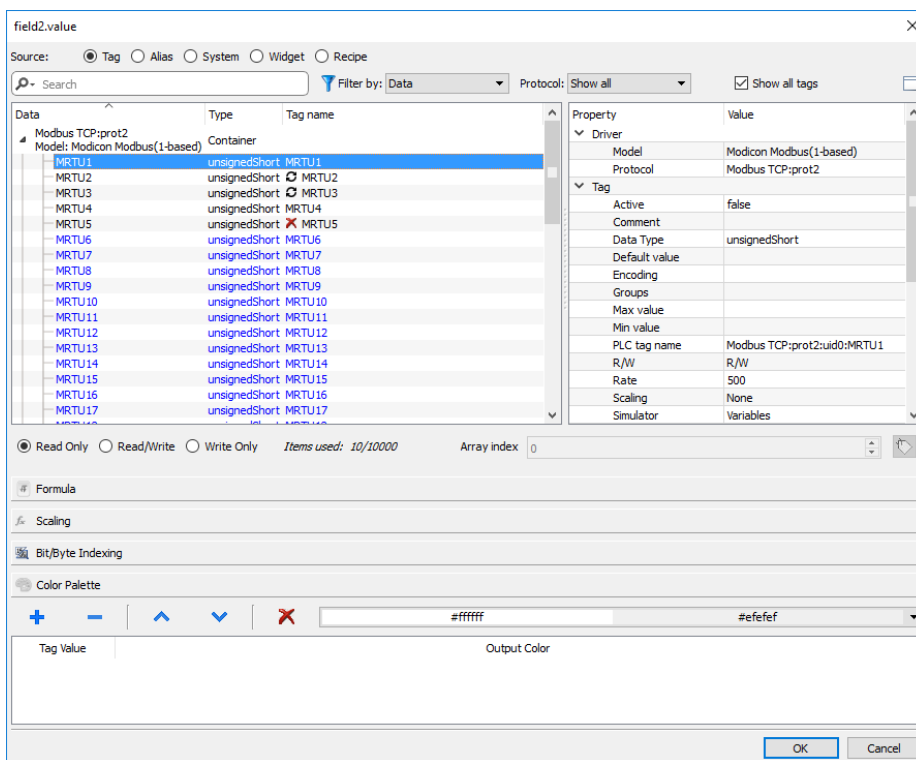 field2.value
Source: Tag Alias System Widget Recipe
Search Filter by: Data Protocol: Show all Show all tags
Data Type Tag name
Modbus TCP:prot2
Model: Modicon Modbus(1-based) Container
MRTU1 unsignedShort MRTU1
MRTU2 unsignedShort MRTU2
MRTU3 unsignedShort MRTU3
MRTU4 unsignedShort MRTU4
MRTU5 unsignedShort MRTU5
MRTU6 unsignedShort MRTU6
MRTU7 unsignedShort MRTU7
MRTU8 unsignedShort MRTU8
MRTU9 unsignedShort MRTU9
MRTU10 unsignedShort MRTU10
MRTU11 unsignedShort MRTU11
MRTU12 unsignedShort MRTU12
MRTU13 unsignedShort MRTU13
MRTU14 unsignedShort MRTU14
MRTU15 unsignedShort MRTU15
MRTU16 unsignedShort MRTU16
MRTU17 unsignedShort MRTU17
Property Value
Driver
Model Modicon Modbus(1-based)
Protocol Modbus TCP:prot2
Tag
Active false
Comment
Data Type unsignedShort
Default value
Encoding
Groups
Max value
Min value
PLC tag name Modbus TCP:prot2:uid0:MRTU1
R/W R/W
Rate 500
Scaling None
Simulator Variables
Read Only Read/Write Write Only Items used: 10/10000 Array index 0
Formula
Scaling
Bit/Byte Indexing
Color Palette
#ffffff #efefef
Tag Value Output Color
OK Cancel